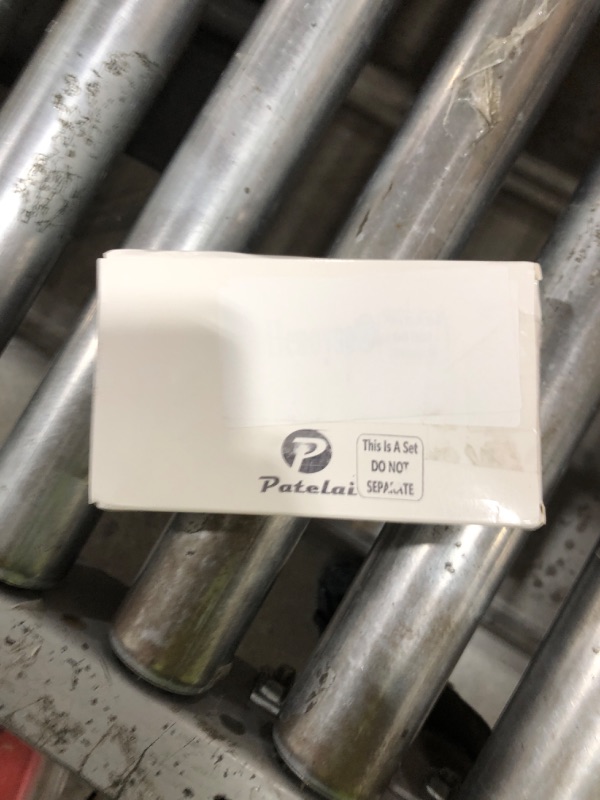 P
Patelai
This Is A Set
DO NOT
SEPARATE